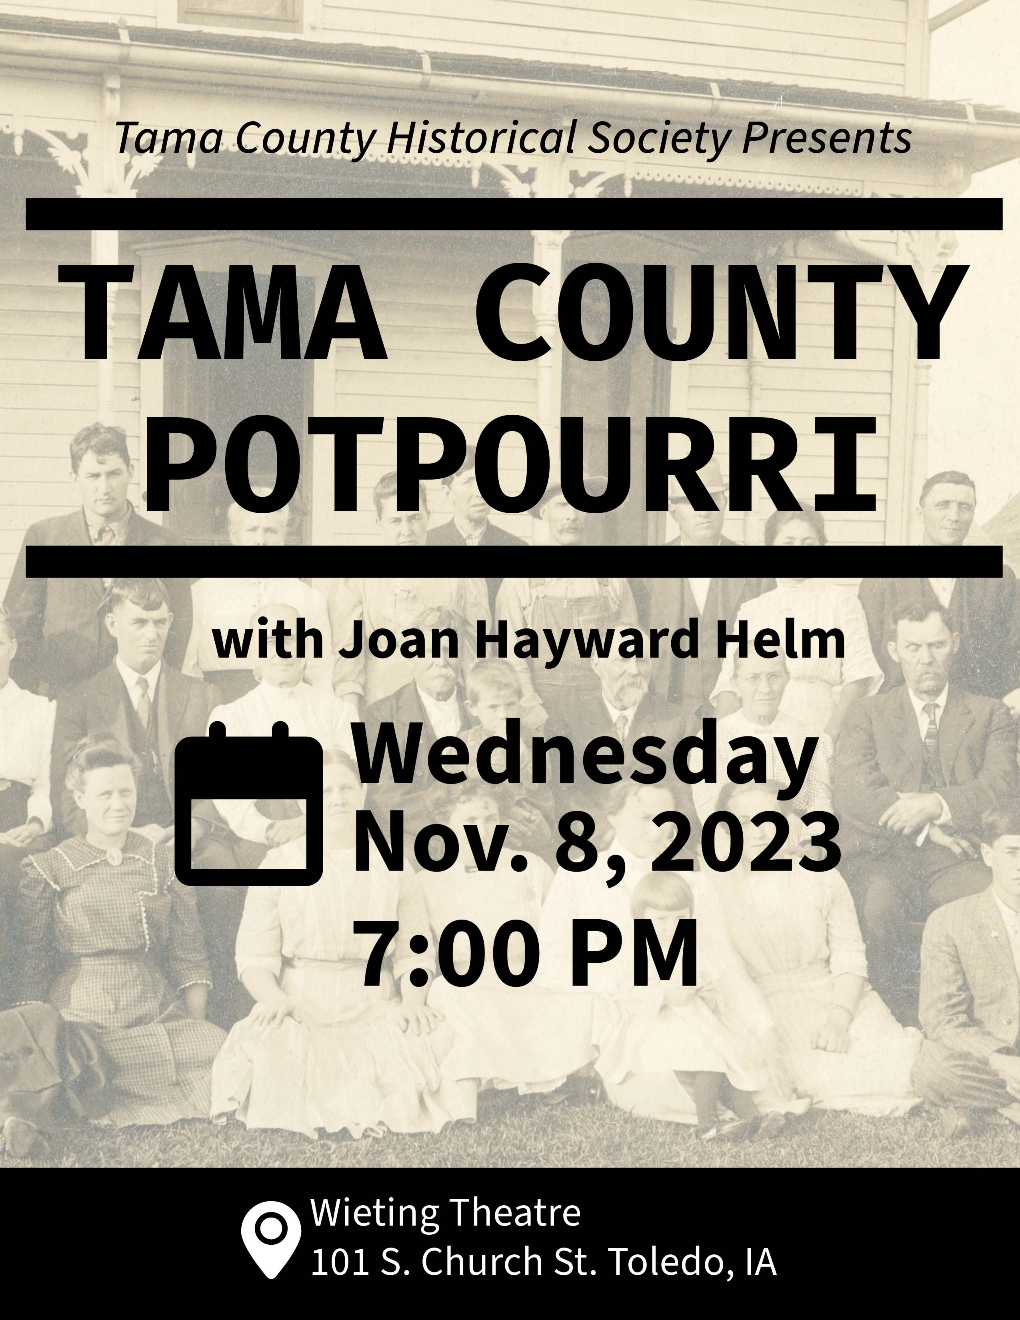 Tama County Historical Society Presents
TAMA COUNTY
POTPOURRI
with Joan Hayward Helm
Wednesday
Nov. 8, 2023
7:00 PM
Wieting Theatre
101 S. Church St. Toledo, IA